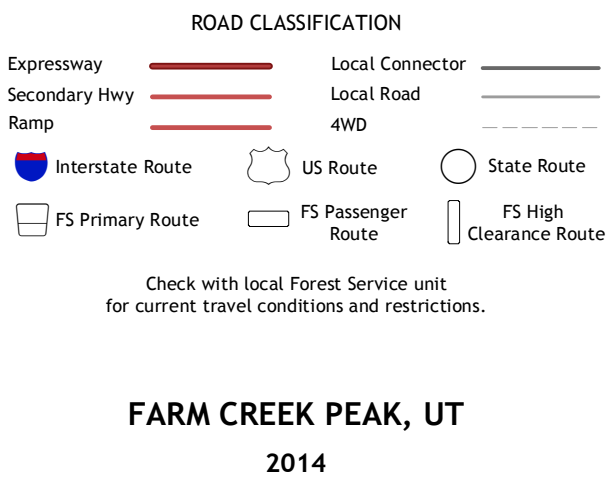 ROAD CLASSIFICATION
Expressway
Local Connector
Secondary Hwy
Local Road
Ramp
4WD
Interstate Route
US Route
State Route
FS Primary Route
FS Passenger
Route
FS High
Clearance Route
Check with local Forest Service unit
for current travel conditions and restrictions.
FARM CREEK PEAK, UT
2014